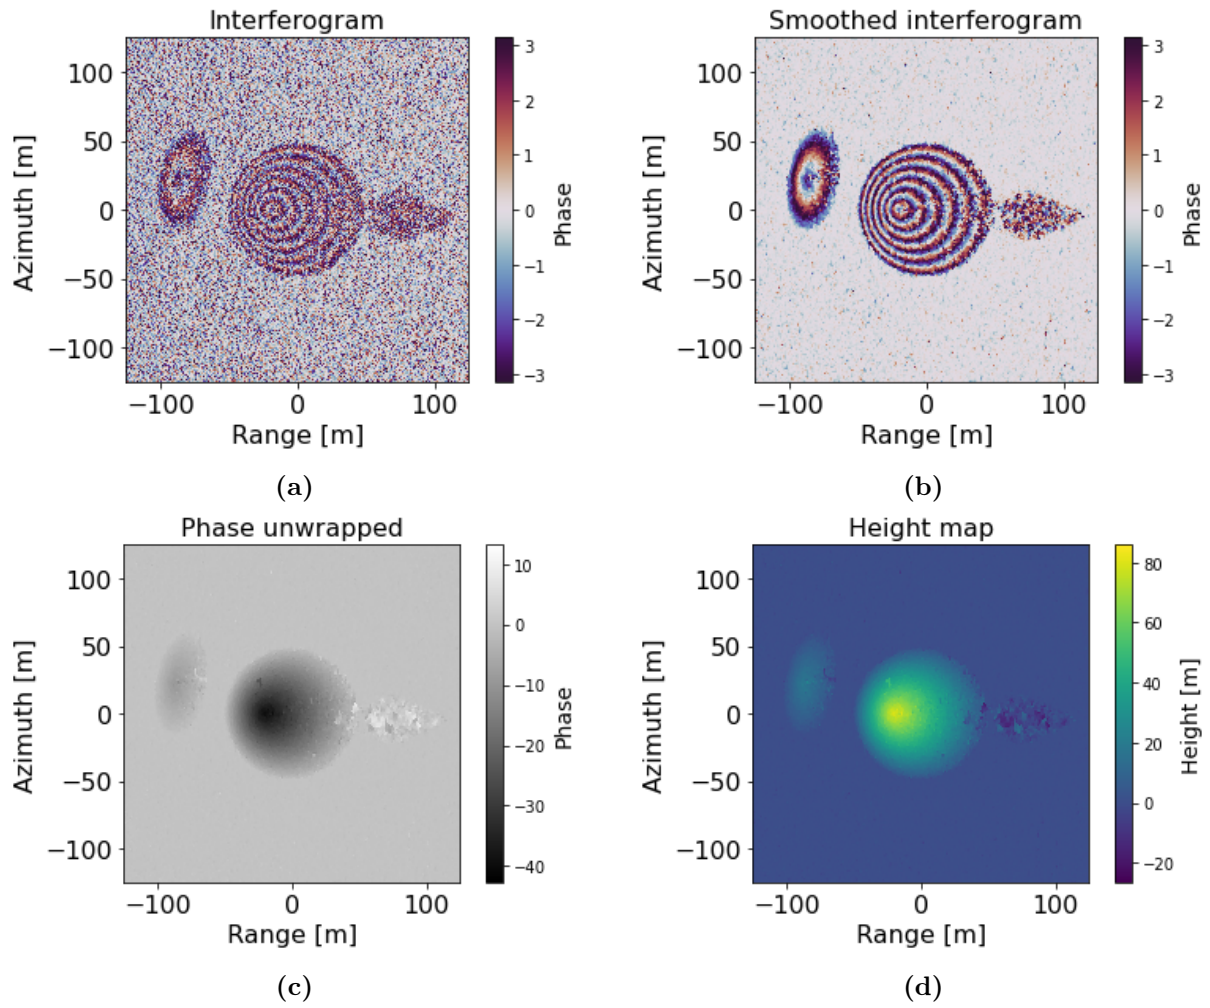 Interferogram
Smoothed interferogram
100
50
0
−50
−100
Azimuth [m]
−100 0 100
Range [m]
3
2
1
0
−1
−2
−3
Phase
100
50
0
−50
−100
Azimuth [m]
−100 0 100
Range [m]
3
2
1
0
−1
−2
−3
Phase
(a)
(b)
Phase unwrapped
Height map
100
50
0
−50
−100
Azimuth [m]
−100 0 100
Range [m]
10
0
−10
−20
−30
−40
Phase
100
50
0
−50
−100
Azimuth [m]
−100 0 100
Range [m]
80
60
40
20
0
−20
Height [m]
(c)
(d)